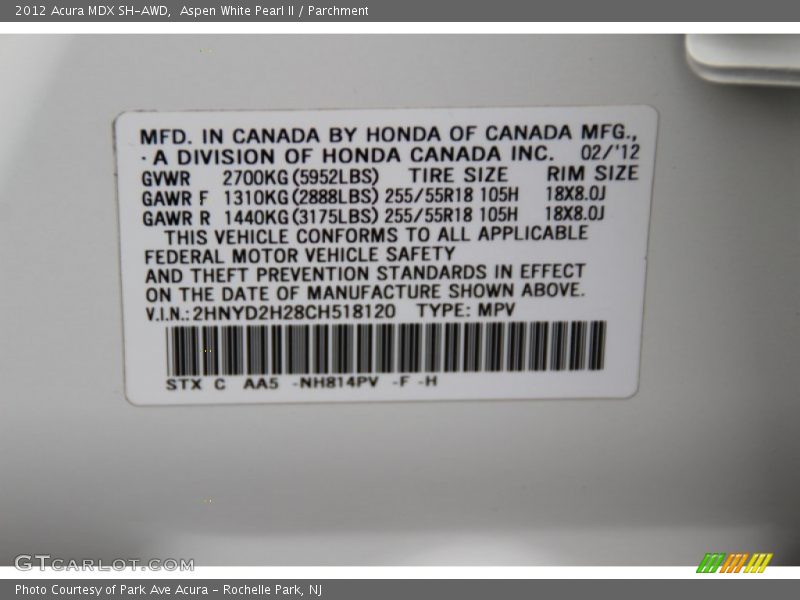 2012 Acura MDX SH-AWD,  Aspen White Pearl II / Parchment
MFD. IN CANADA BY HONDA OF CANADA MFG.,
· A DIVISION OF HONDA CANADA INC.   02/'12
GVWR   2700KG(5952LBS)   TIRE SIZE   RIM SIZE
GAWR F  1310KG(2888LBS) 255/55R18 105H   18X8.0J
GAWR R  1440KG(3175LBS) 255/55R18 105H   18X8.0J
THIS VEHICLE CONFORMS TO ALL APPLICABLE
FEDERAL MOTOR VEHICLE SAFETY
AND THEFT PREVENTION STANDARDS IN EFFECT
ON THE DATE OF MANUFACTURE SHOWN ABOVE.
V.I.N.: 2HNYD2H28CH518120   TYPE: MPV
STX C  AA5  -NH814PV  -F -H
GTCARLOT.COM
Photo Courtesy of Park Ave Acura - Rochelle Park, NJ